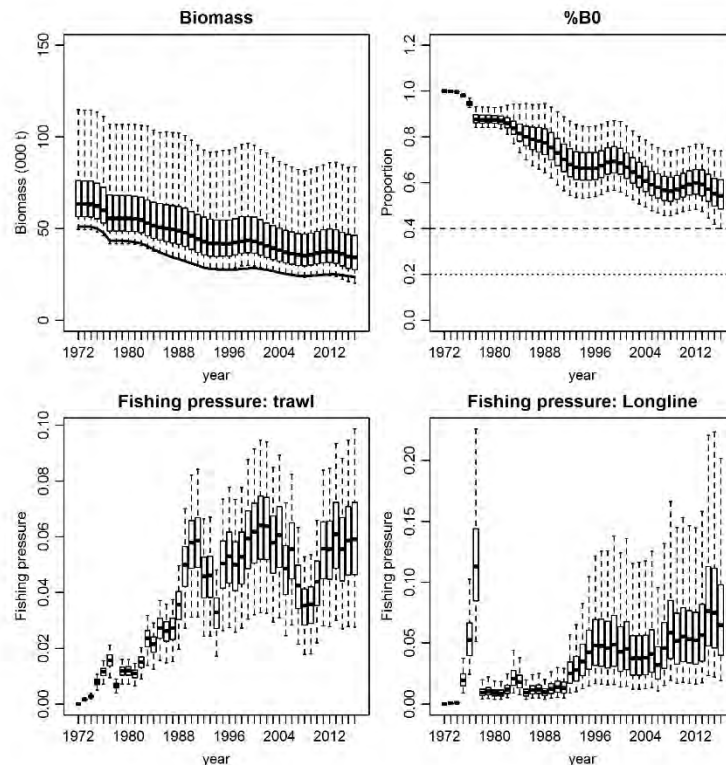 Biomass
Biomass (000 t)
150
100
50
0
1972 1980 1988 1996 2004 2012
year
%B0
Proportion
1.2
1.0
0.8
0.6
0.4
0.2
0.0
1972 1980 1988 1996 2004 2012
year
Fishing pressure: trawl
Fishing pressure
0.10
0.08
0.06
0.04
0.02
0.00
1972 1980 1988 1996 2004 2012
year
Fishing pressure: Longline
Fishing pressure
0.20
0.15
0.10
0.05
0.00
1972 1980 1988 1996 2004 2012
year